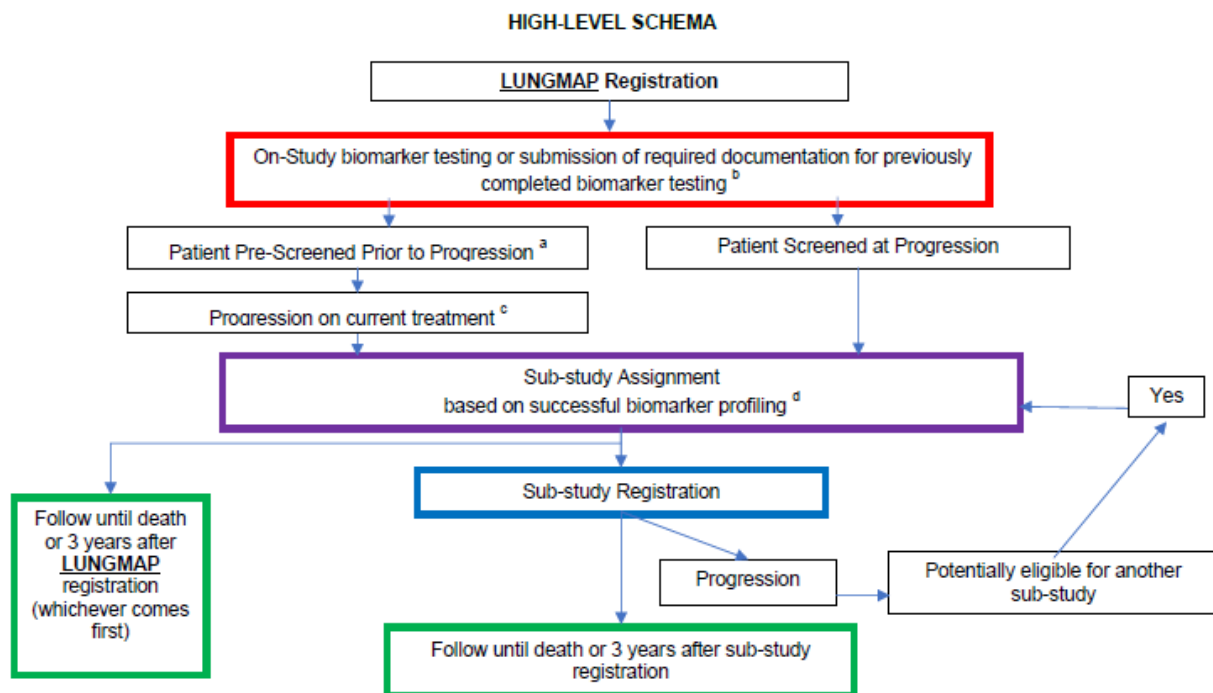 HIGH-LEVEL SCHEMA
LUNGMAP Registration
On-Study biomarker testing or submission of required documentation for previously
completed biomarker testing b
Patient Pre-Screened Prior to Progression a
Patient Screened at Progression
Progression on current treatment c
Sub-study Assignment
based on successful biomarker profiling d
Yes
Sub-study Registration
Follow until death
or 3 years after
LUNGMAP
registration
(whichever comes
first)
Progression
Potentially eligible for another
sub-study
Follow until death or 3 years after sub-study
registration